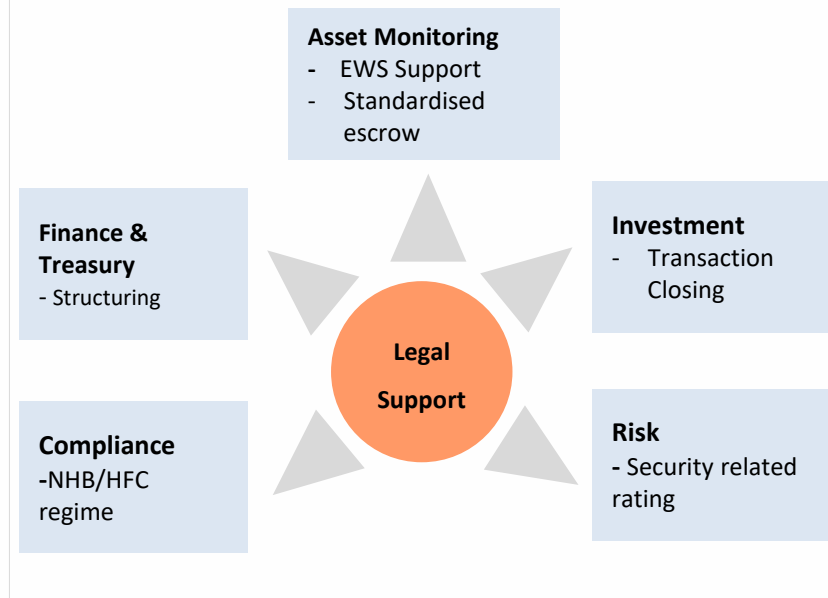 Asset Monitoring
- EWS Support
- Standardised
escrow
Finance &
Treasury
- Structuring
Investment
- Transaction
Closing
Legal
Support
Compliance
-NHB/HFC
regime
Risk
- Security related
rating